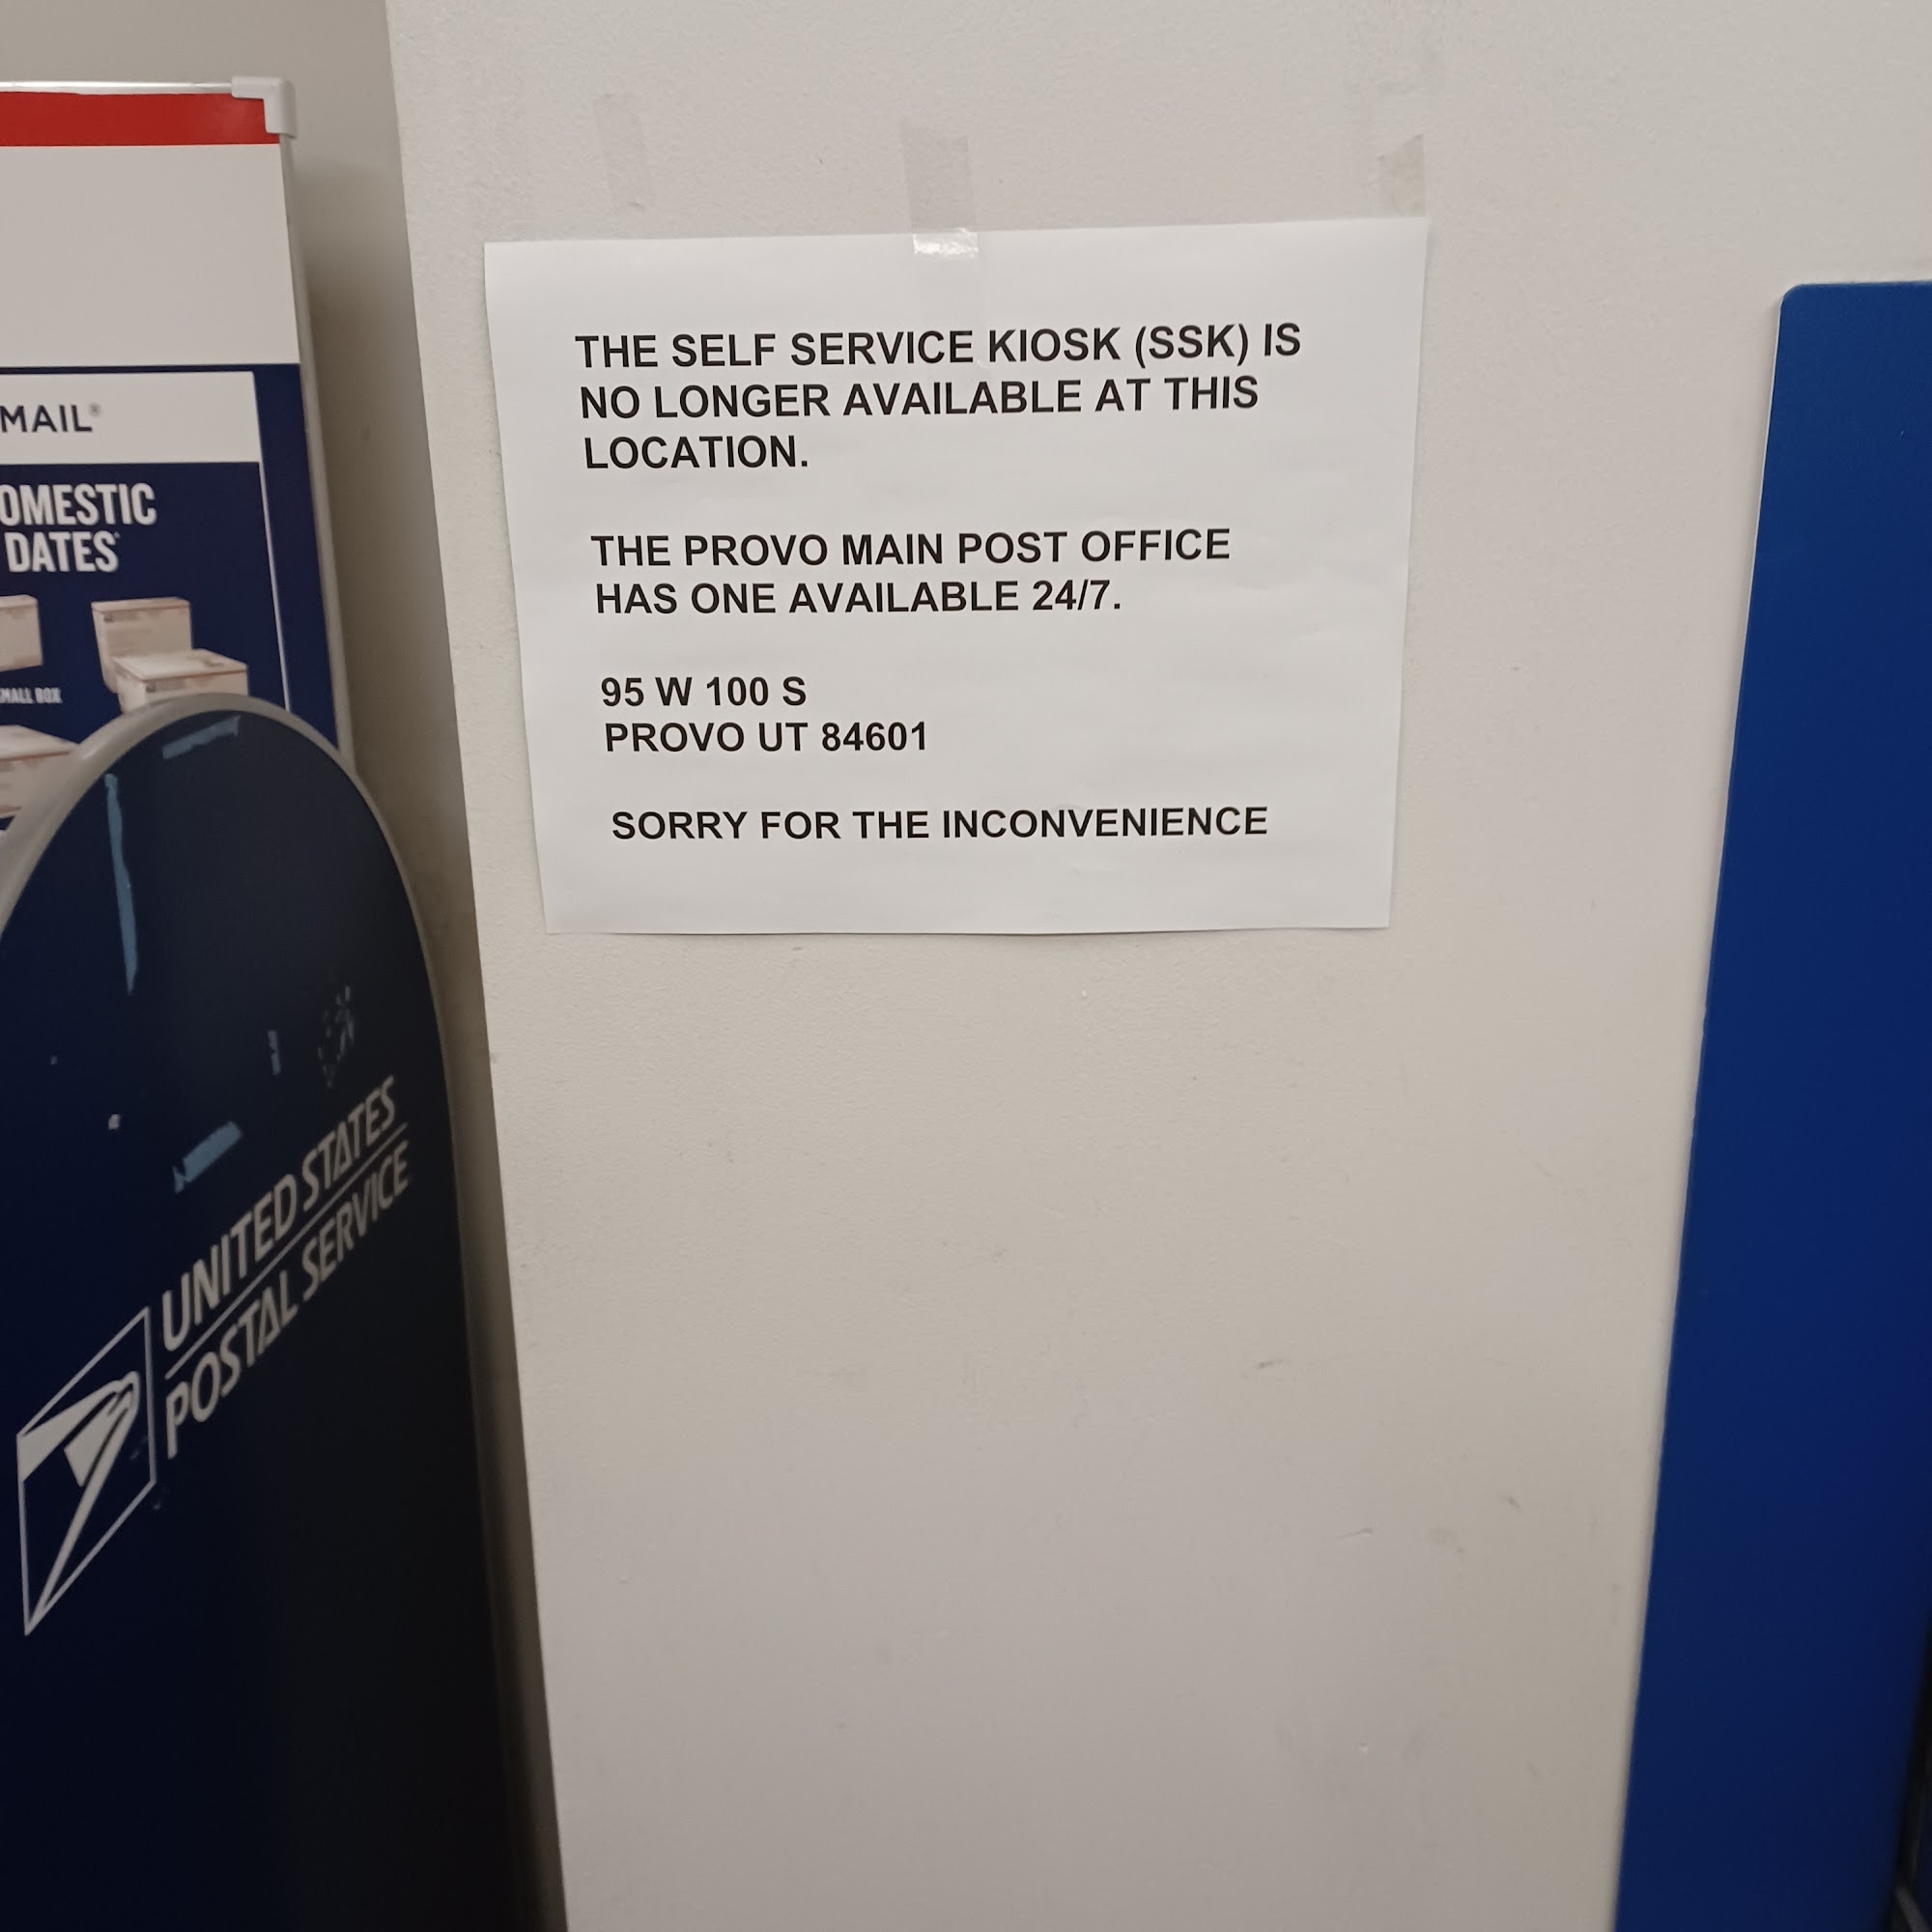 THE SELF SERVICE KIOSK (SSK) IS
NO LONGER AVAILABLE AT THIS
LOCATION.
THE PROVO MAIN POST OFFICE
HAS ONE AVAILABLE 24/7.
95 W 100 S
PROVO UT 84601
SORRY FOR THE INCONVENIENCE
MAIL®
OMESTIC
DATES*
MALL BOX
UNITED STATES
POSTAL SERVICE